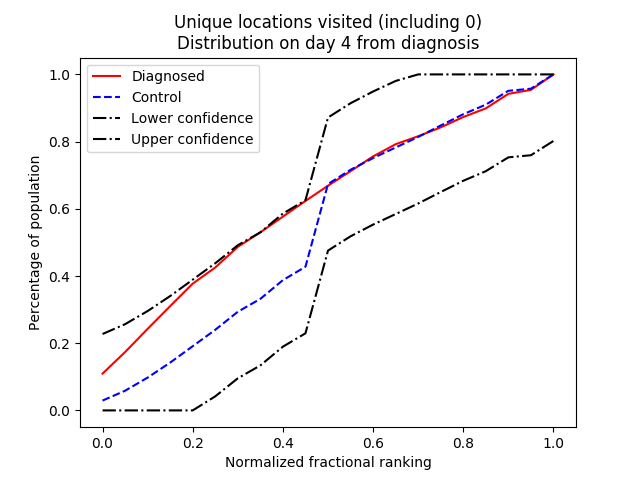 Unique locations visited (including 0)
Distribution on day 4 from diagnosis
Diagnosed
Control
Lower confidence
Upper confidence
Percentage of population
1.0
0.8
0.6
0.4
0.2
0.0
0.0 0.2 0.4 0.6 0.8 1.0
Normalized fractional ranking